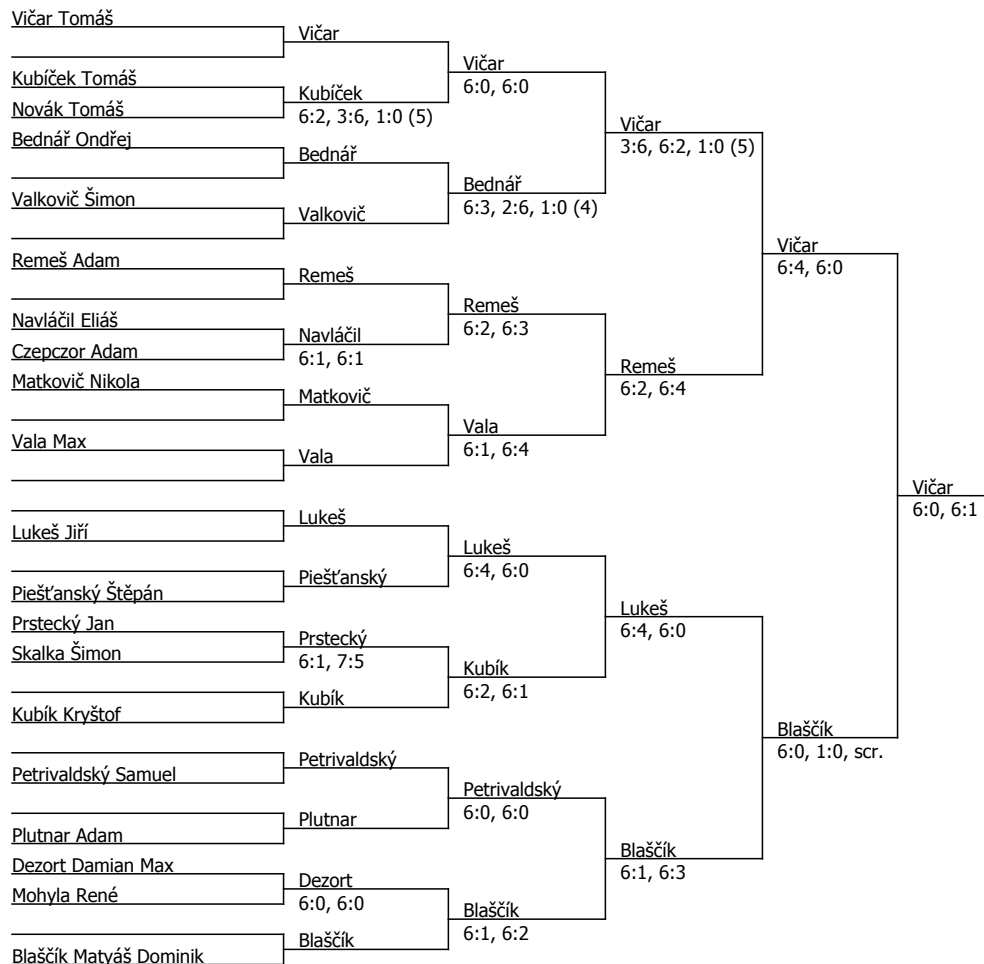 Vičar Tomáš
Kubíček Tomáš
Novák Tomáš
Bednář Ondřej
Valkovič Šimon
Remeš Adam
Navláčil Eliáš
Czepczor Adam
Matkovič Nikola
Vala Max
Lukeš Jiří
Piešťanský Štěpán
Prstecký Jan
Skalka Šimon
Kubík Kryštof
Petrivaldský Samuel
Plutnar Adam
Dezort Damian Max
Mohyla René
Blaščík Matyáš Dominik
Vičar
Kubíček
6:2, 3:6, 1:0 (5)
Bednář
Valkovič
Remeš
Navláčil
6:1, 6:1
Matkovič
Vala
Lukeš
Piešťanský
Prstecký
6:1, 7:5
Kubík
Petrivaldský
Plutnar
Dezort
6:0, 6:0
Blaščík
Vičar
6:0, 6:0
Bednář
6:3, 2:6, 1:0 (4)
Remeš
6:2, 6:3
Vala
6:1, 6:4
Lukeš
6:4, 6:0
Kubík
6:2, 6:1
Petrivaldský
6:0, 6:0
Blaščík
6:1, 6:2
Vičar
3:6, 6:2, 1:0 (5)
Remeš
6:2, 6:4
Lukeš
6:4, 6:0
Blaščík
6:1, 6:3
Vičar
6:4, 6:0
Blaščík
6:0, 1:0, scr.
Vičar
6:0, 6:1